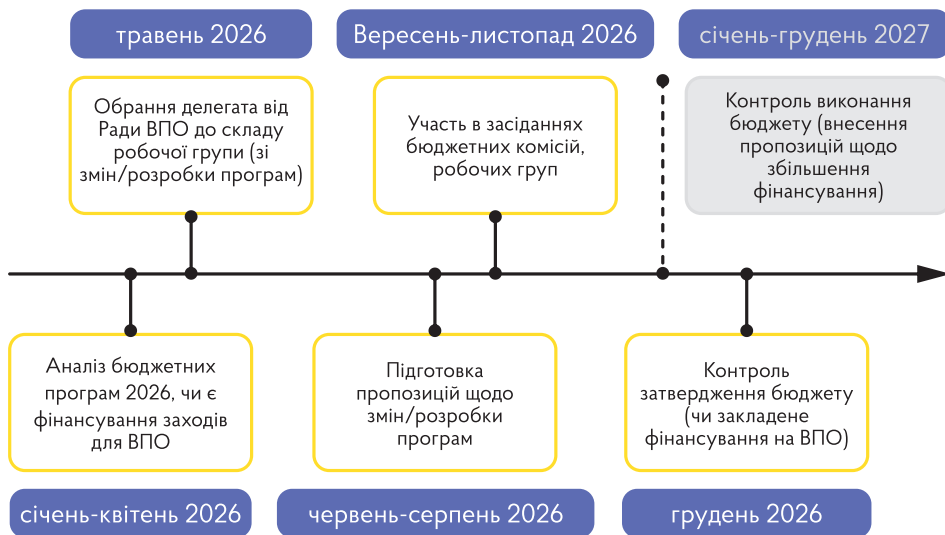 травень 2026
Обрання делегата від
Ради ВПО до складу
робочої групи (зі
змін/розробки програм)
Вересень-листопад 2026
Участь в засіданнях
бюджетних комісій,
робочих груп
січень-грудень 2027
Контроль виконання
бюджету (внесення
пропозицій щодо
збільшення
фінансування)
Аналіз бюджетних
програм 2026, чи є
фінансування заходів
для ВПО
січень-квітень 2026
Підготовка
пропозицій щодо
змін/розробки
програм
червень-серпень 2026
Контроль
затвердження бюджету
(чи закладене
фінансування на ВПО)
грудень 2026